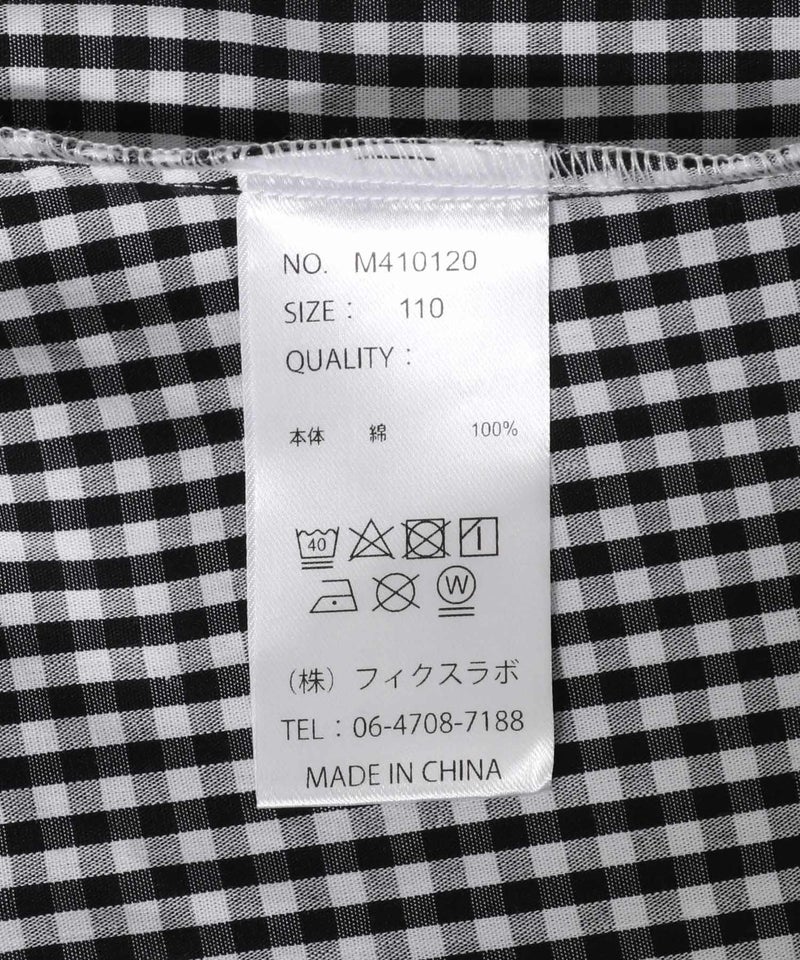 NO. M410120
SIZE : 110
QUALITY :
本体 綿 100%
40
W
(株) フィクスラボ
TEL : 06-4708-7188
MADE IN CHINA